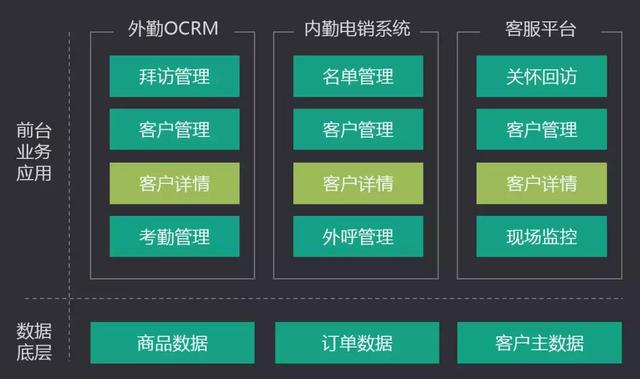 外勤OCRM
内勤电销系统
客服平台
前台
业务
应用
拜访管理
客户管理
客户详情
考勤管理
名单管理
客户管理
客户详情
外呼管理
关怀回访
客户管理
客户详情
现场监控
数据
底层
商品数据
订单数据
客户主数据